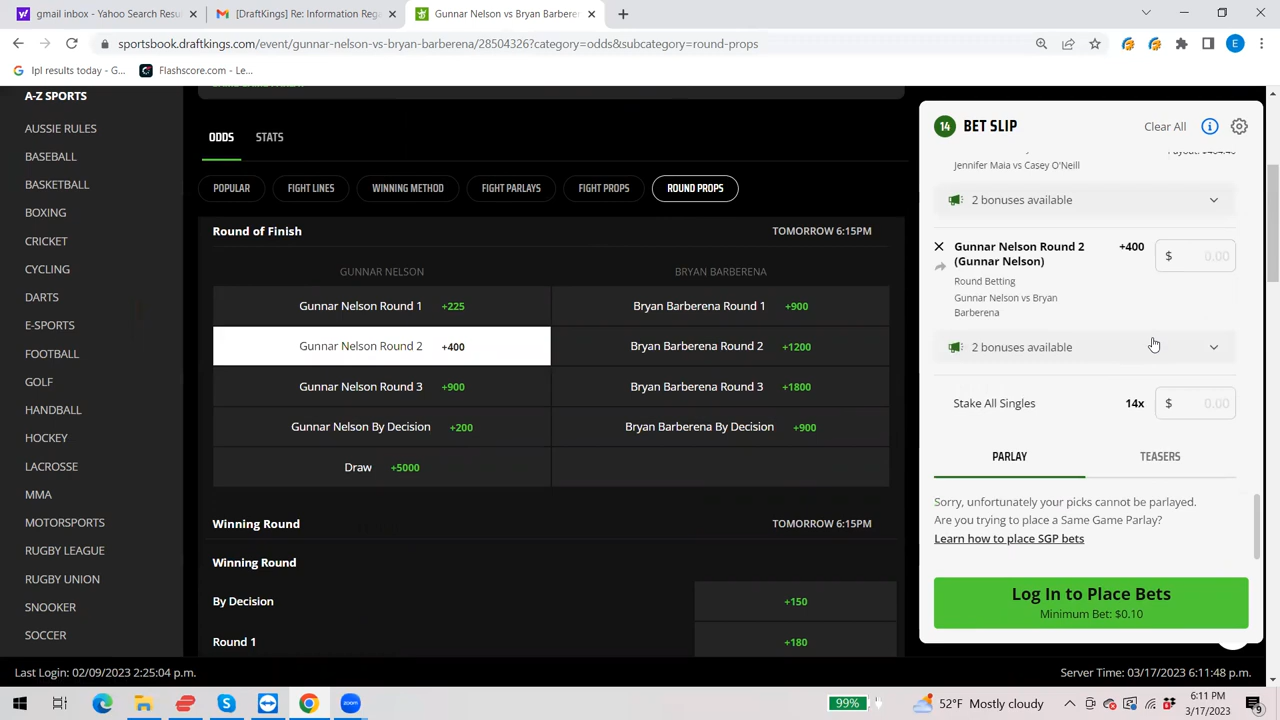 gmail inbox - Yahoo Search Resu
[DraftKings] Re: Information Reg
Gunnar Nelson vs Bryan Barberen
sportsbook.draftkings.com/event/gunnar-nelson-vs-bryan-barberena/28504326?category=odds&subcategory=round-props
E
Ipl results today - G...
Flashscore.com - Le...
A-Z SPORTS
AUSSIE RULES
BASEBALL
BASKETBALL
BOXING
CRICKET
CYCLING
DARTS
E-SPORTS
FOOTBALL
GOLF
HANDBALL
HOCKEY
LACROSSE
MMA
MOTORSPORTS
RUGBY LEAGUE
RUGBY UNION
SNOOKER
SOCCER
ODDS
STATS
POPULAR
FIGHT LINES
WINNING METHOD
FIGHT PARLAYS
FIGHT PROPS
ROUND PROPS
Round of Finish
TOMORROW 6:15PM
GUNNAR NELSON
BRYAN BARBERENA
Gunnar Nelson Round 1 +225
Bryan Barberena Round 1 +900
Gunnar Nelson Round 2 +400
Bryan Barberena Round 2 +1200
Gunnar Nelson Round 3 +900
Bryan Barberena Round 3 +1800
Gunnar Nelson By Decision +200
Bryan Barberena By Decision +900
Draw +5000
Winning Round
TOMORROW 6:15PM
Winning Round
By Decision
+150
Round 1
+180
14 BET SLIP
Clear All
Jennifer Maia vs Casey O'Neill
2 bonuses available
Gunnar Nelson Round 2
(Gunnar Nelson)
+400
$ 0.00
Round Betting
Gunnar Nelson vs Bryan
Barberena
2 bonuses available
Stake All Singles
14x
$ 0.00
PARLAY
TEASERS
Sorry, unfortunately your picks cannot be parlayed.
Are you trying to place a Same Game Parlay?
Learn how to place SGP bets
Log In to Place Bets
Minimum Bet: $0.10
Last Login: 02/09/2023 2:25:04 p.m.
Server Time: 03/17/2023 6:11:48 p.m.
zoom
99%
52°F Mostly cloudy
6:11 PM
3/17/2023
9